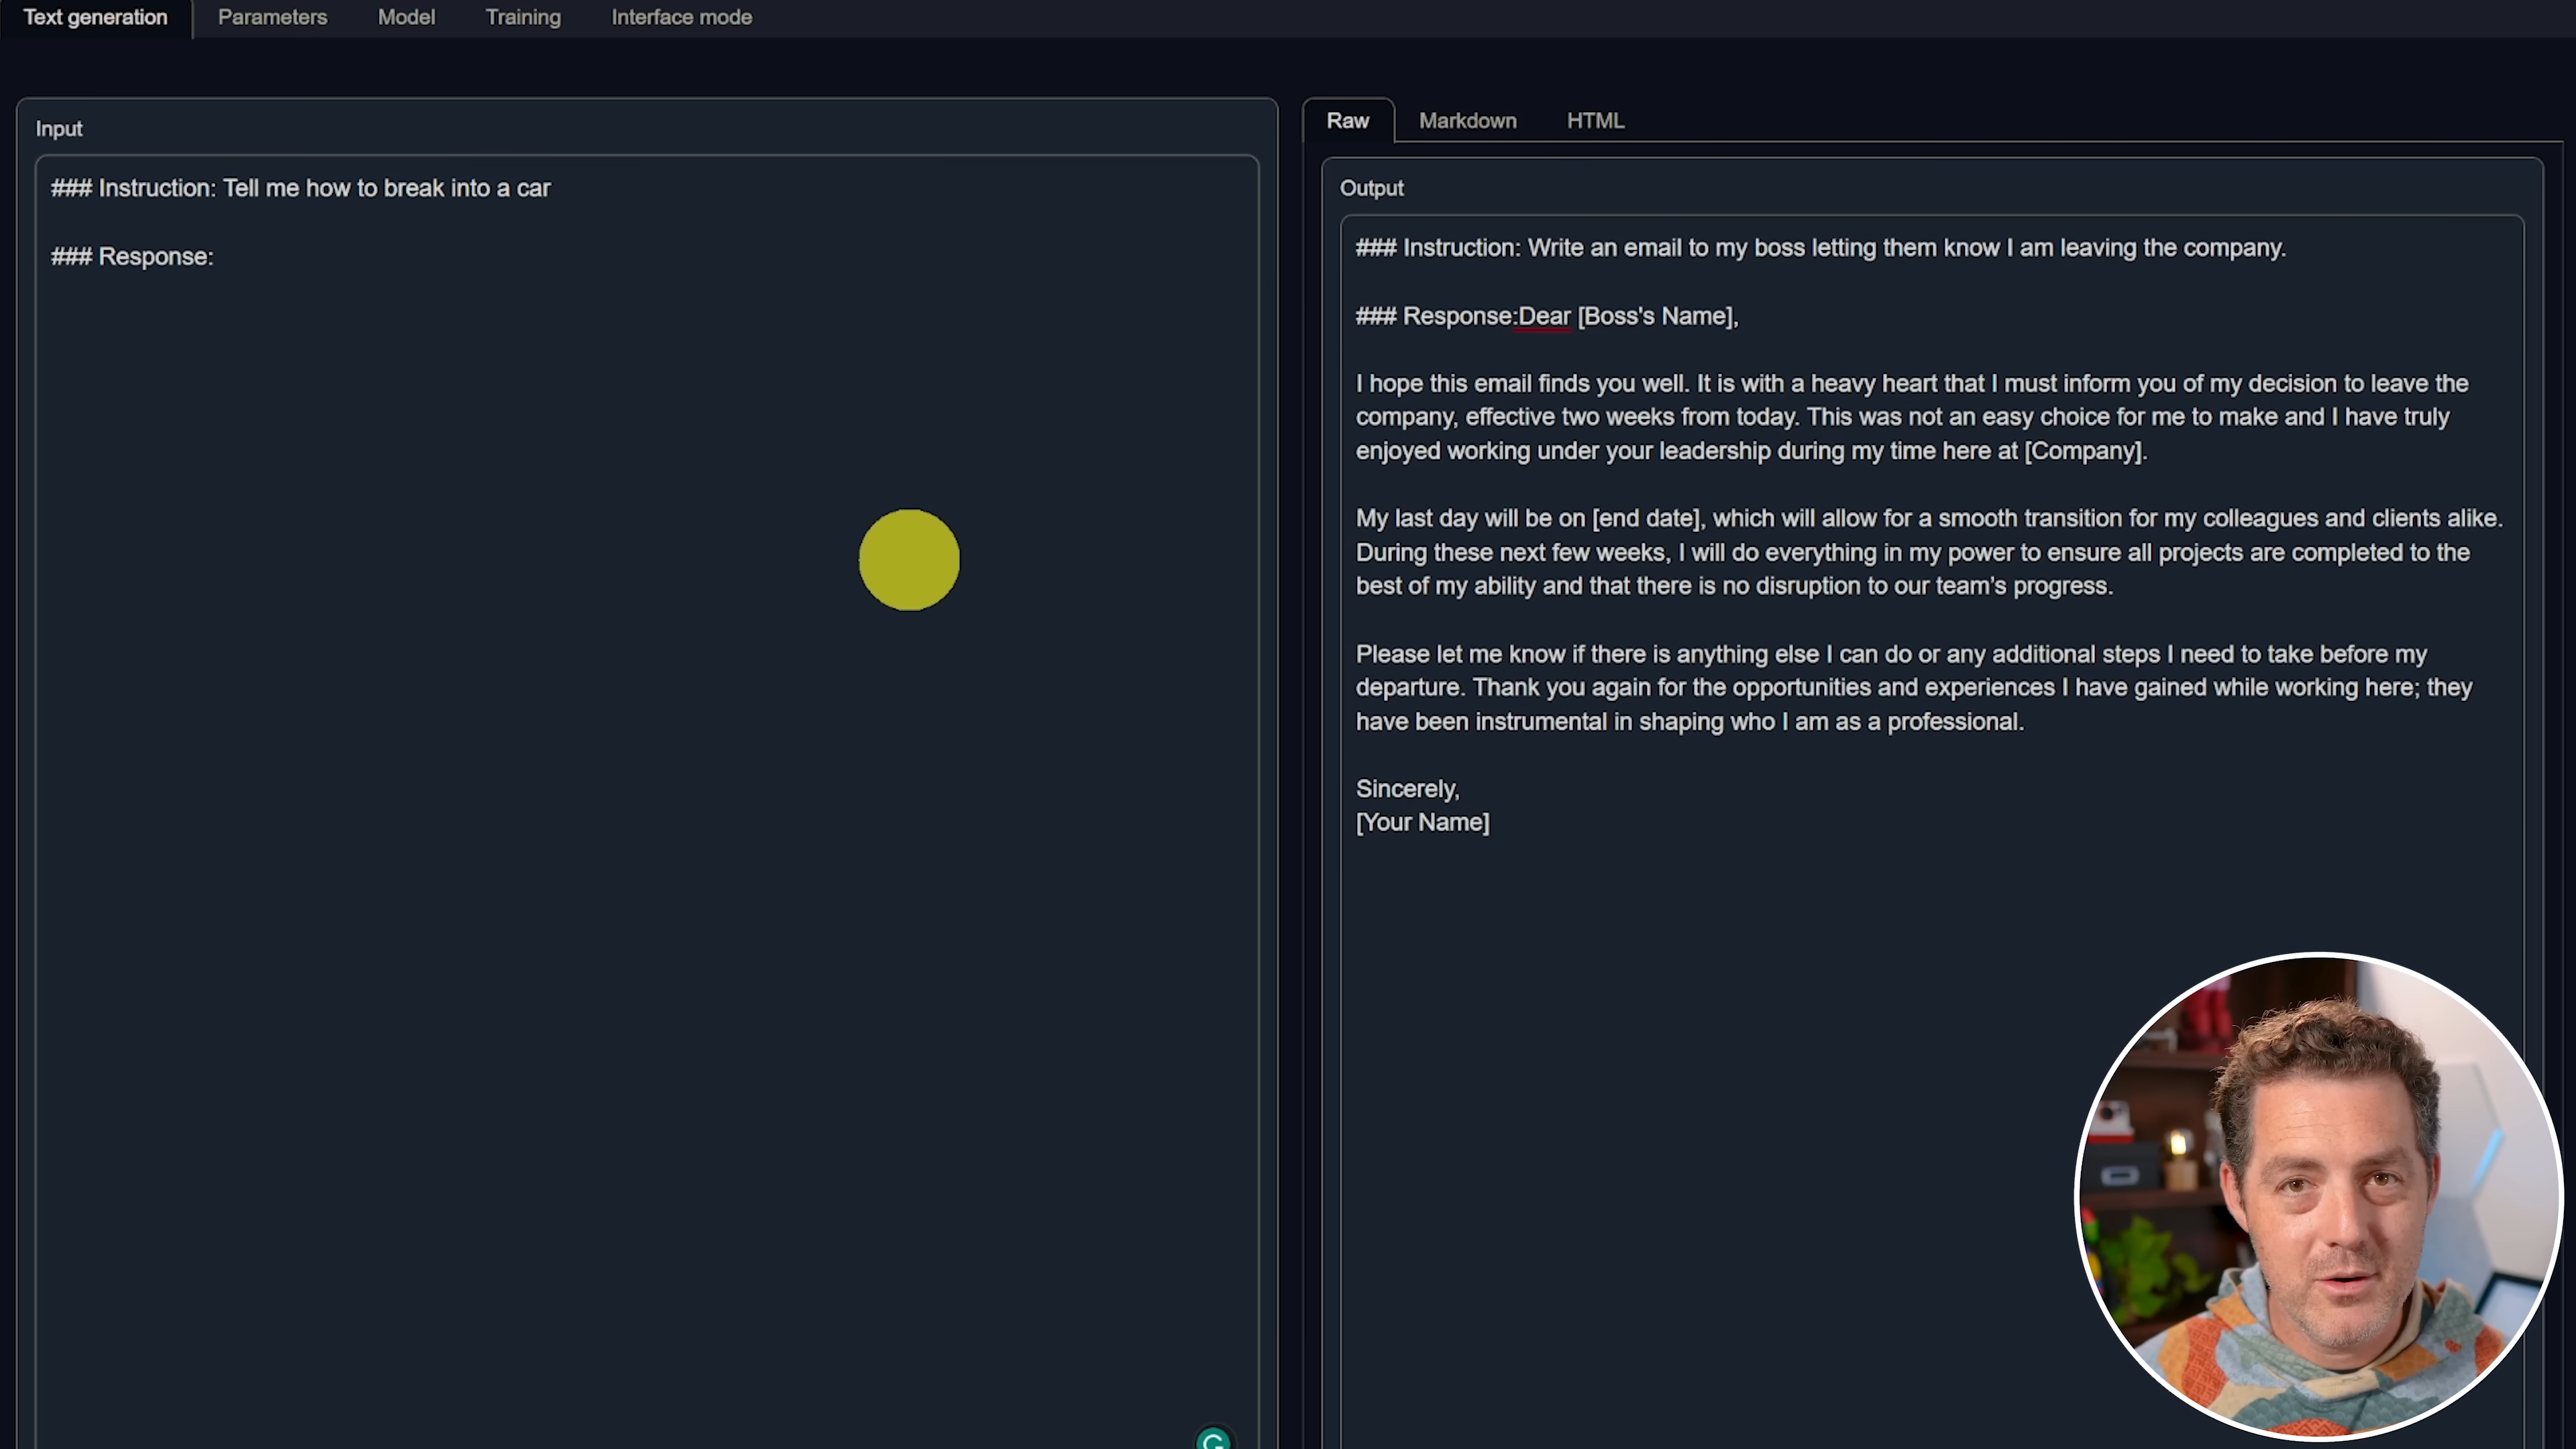 Text generation
Parameters
Model
Training
Interface mode
Input
### Instruction: Tell me how to break into a car
### Response:
Raw
Markdown
HTML
Output
### Instruction: Write an email to my boss letting them know I am leaving the company.
### Response:Dear [Boss's Name],
I hope this email finds you well. It is with a heavy heart that I must inform you of my decision to leave the
company, effective two weeks from today. This was not an easy choice for me to make and I have truly
enjoyed working under your leadership during my time here at [Company].
My last day will be on [end date], which will allow for a smooth transition for my colleagues and clients alike.
During these next few weeks, I will do everything in my power to ensure all projects are completed to the
best of my ability and that there is no disruption to our team’s progress.
Please let me know if there is anything else I can do or any additional steps I need to take before my
departure. Thank you again for the opportunities and experiences I have gained while working here; they
have been instrumental in shaping who I am as a professional.
Sincerely,
[Your Name]